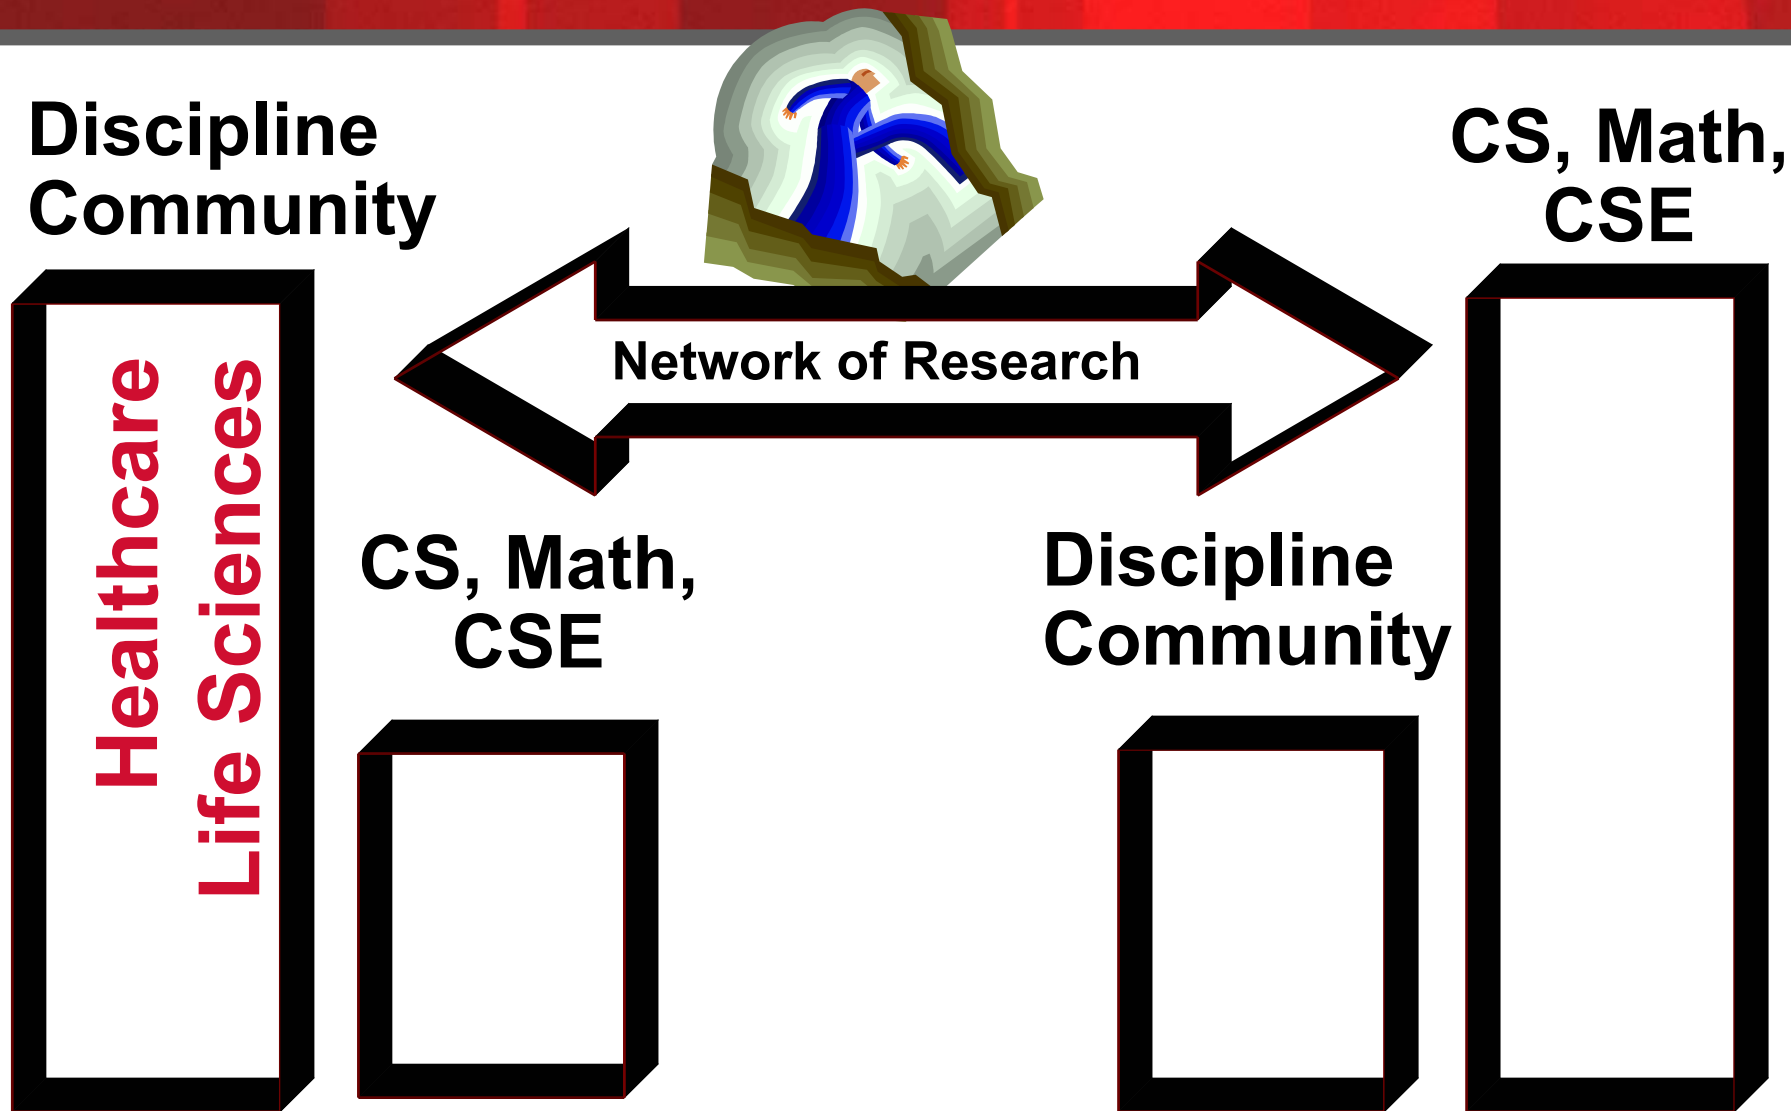 Discipline
Community
CS, Math,
CSE
Network of Research
Healthcare
Life Sciences
CS, Math,
CSE
Discipline
Community